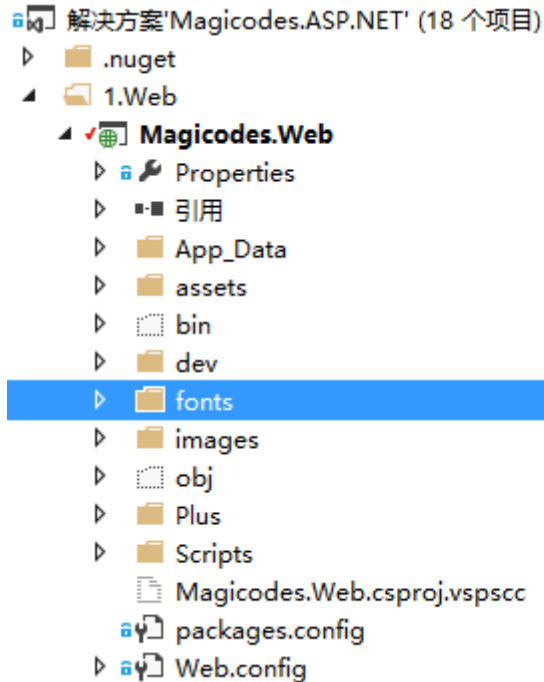 解决方案'Magicodes.ASP.NET' (18 个项目)
.nuget
1.Web
Magicodes.Web
Properties
引用
App_Data
assets
bin
dev
fonts
images
obj
Plus
Scripts
Magicodes.Web.csproj.vspscc
packages.config
Web.config